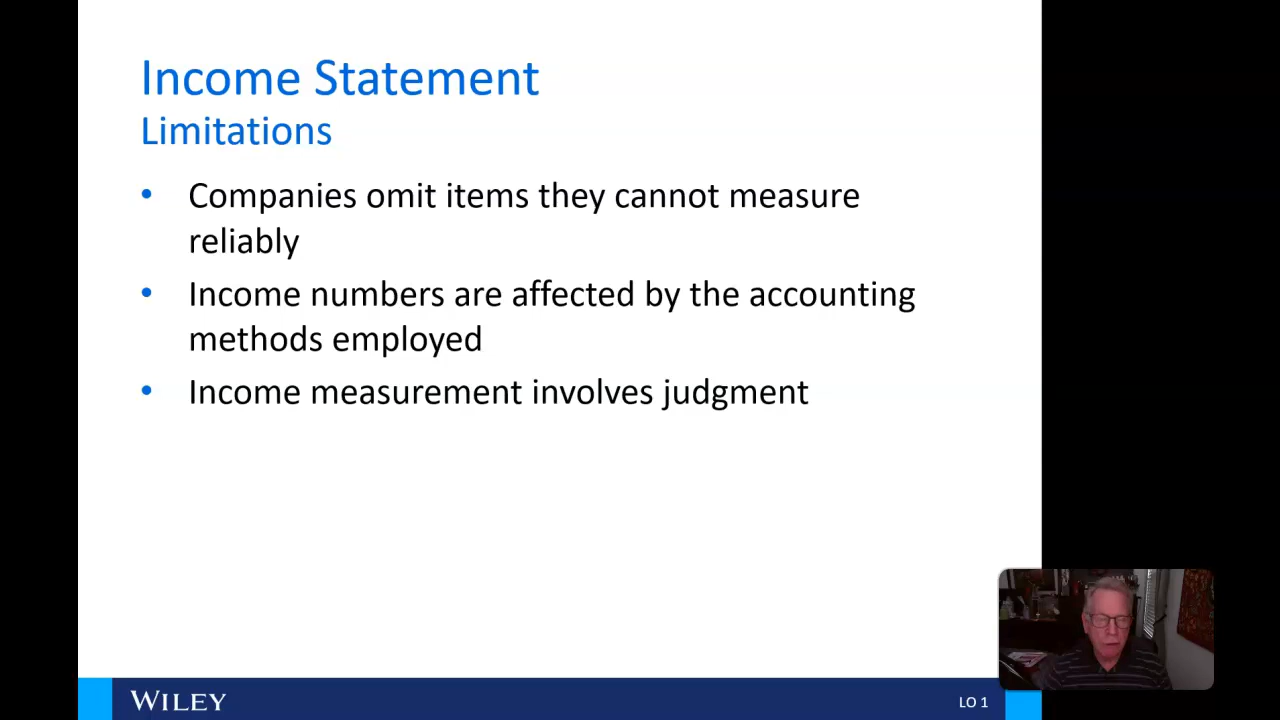 Income Statement
Limitations
• Companies omit items they cannot measure
reliably
• Income numbers are affected by the accounting
methods employed
• Income measurement involves judgment
WILEY
LO 1